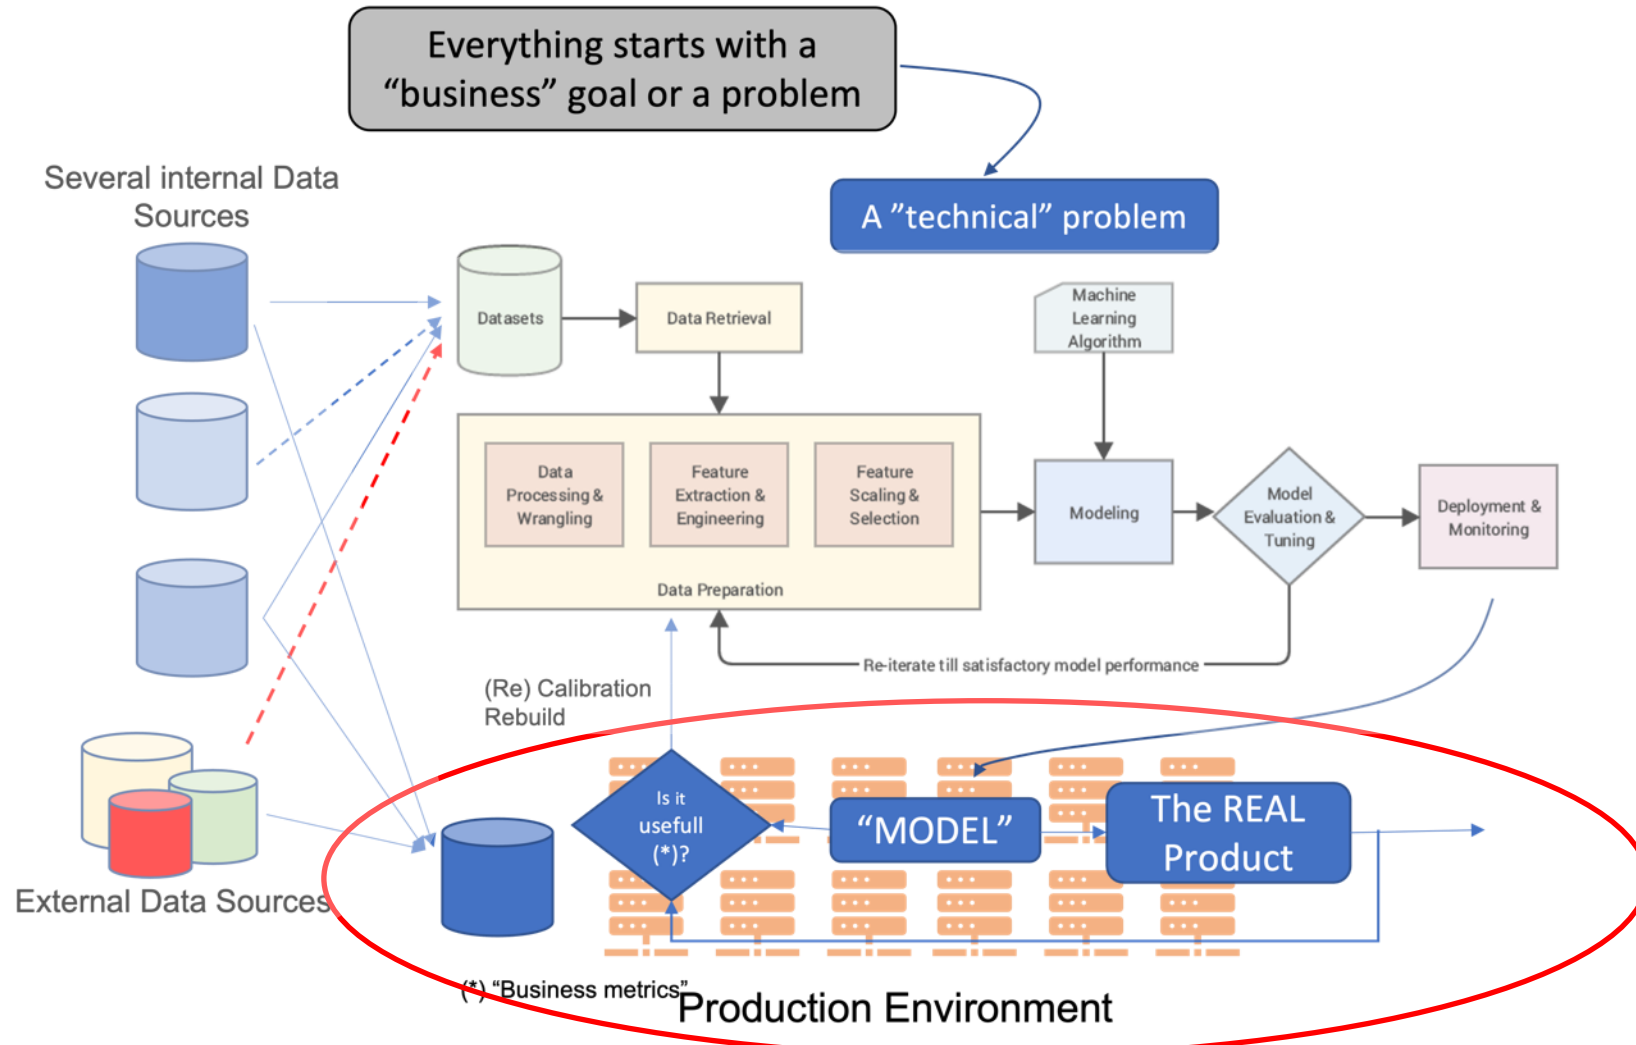 Everything starts with a
“business” goal or a problem
Several internal Data
Sources
A ”technical” problem
Datasets
Data Retrieval
Machine
Learning
Algorithm
Data
Processing &
Wrangling
Feature
Extraction &
Engineering
Feature
Scaling &
Selection
Data Preparation
Modeling
Model
Evaluation &
Tuning
Deployment &
Monitoring
Re-iterate till satisfactory model performance
(Re) Calibration
Rebuild
Is it
usefull
(*)?
“MODEL”
The REAL
Product
External Data Sources
(*) “Business metrics”
Production Environment